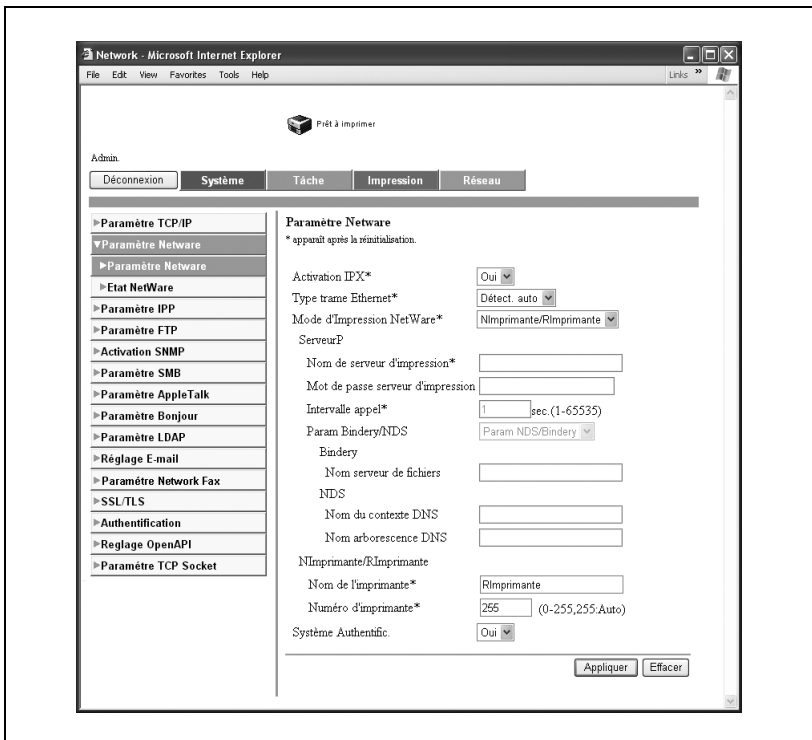 Network - Microsoft Internet Explorer
File Edit View Favorites Tools Help Links »
Prêt à imprimer
Admin.
Déconnexion Système Tâche Impression Réseau
Paramètre TCP/IP
Paramètre Netware
Paramètre Netware
Etat NetWare
Paramètre IPP
Paramètre FTP
Activation SNMP
Paramètre SMB
Paramètre AppleTalk
Paramètre Bonjour
Paramètre LDAP
Réglage E-mail
Paramétre Network Fax
SSL/TLS
Authentification
Reglage OpenAPI
Paramétre TCP Socket
Paramètre Netware
* apparaît après la réinitialisation.
Activation IPX* Oui
Type trame Ethernet* Détect. auto
Mode d'Impression NetWare* NImprimante/RImprimante
ServeurP
Nom de serveur d'impression*
Mot de passe serveur d'impression
Intervalle appel* 1 sec.(1-65535)
Param Bindery/NDS Param NDS/Bindery
Bindery
Nom serveur de fichiers
NDS
Nom du contexte DNS
Nom arborescence DNS
NImprimante/RImprimante
Nom de l'imprimante* RImprimante
Numéro d'imprimante* 255 (0-255,255:Auto)
Système Authentific. Oui
Appliquer Effacer